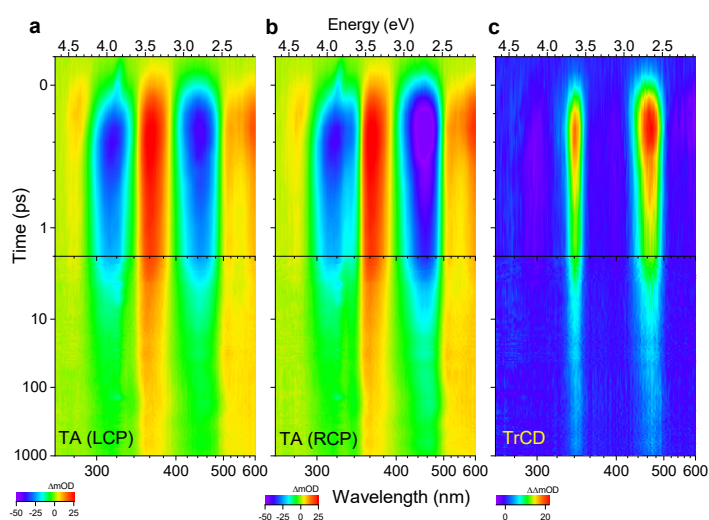 a
b
c
Energy (eV)
4.5 4.0 3.5 3.0 2.5
4.5 4.0 3.5 3.0 2.5
4.5 4.0 3.5 3.0 2.5
Time (ps)
0
1
10
100
1000
TA (LCP)
TA (RCP)
TrCD
300 400 500 600
300 400 500 600
300 400 500 600
Wavelength (nm)
ΔmOD
-50 -25 0 25
ΔmOD
-50 -25 0 25
ΔΔmOD
0 20